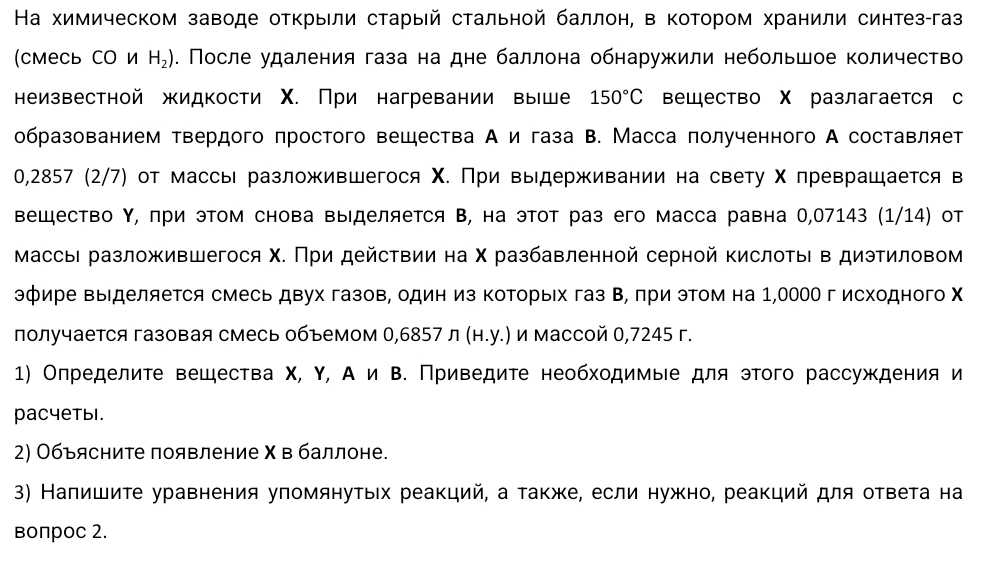 На химическом заводе открыли старый стальной баллон, в котором хранили синтез-газ
(смесь CO и H₂). После удаления газа на дне баллона обнаружили небольшое количество
неизвестной жидкости X. При нагревании выше 150°C вещество X разлагается с
образованием твердого простого вещества A и газа B. Масса полученного A составляет
0,2857 (2/7) от массы разложившегося X. При выдерживании на свету X превращается в
вещество Y, при этом снова выделяется B, на этот раз его масса равна 0,07143 (1/14) от
массы разложившегося X. При действии на X разбавленной серной кислоты в диэтиловом
эфире выделяется смесь двух газов, один из которых газ B, при этом на 1,0000 г исходного X
получается газовая смесь объемом 0,6857 л (н.у.) и массой 0,7245 г.
1) Определите вещества X, Y, A и B. Приведите необходимые для этого рассуждения и
расчеты.
2) Объясните появление X в баллоне.
3) Напишите уравнения упомянутых реакций, а также, если нужно, реакций для ответа на
вопрос 2.